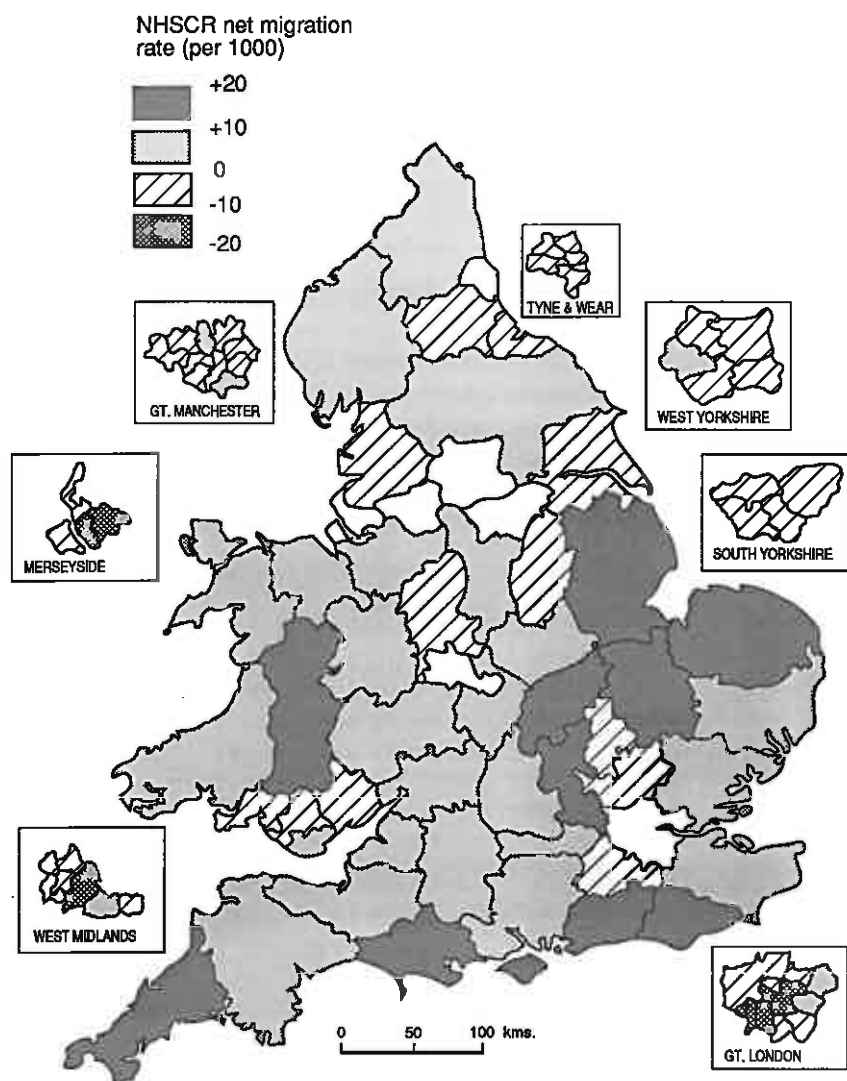 NHSCR net migration
rate (per 1000)
+20
+10
0
-10
-20
TYNE & WEAR
GT. MANCHESTER
WEST YORKSHIRE
MERSEYSIDE
SOUTH YORKSHIRE
WEST MIDLANDS
0 50 100 kms.
GT. LONDON